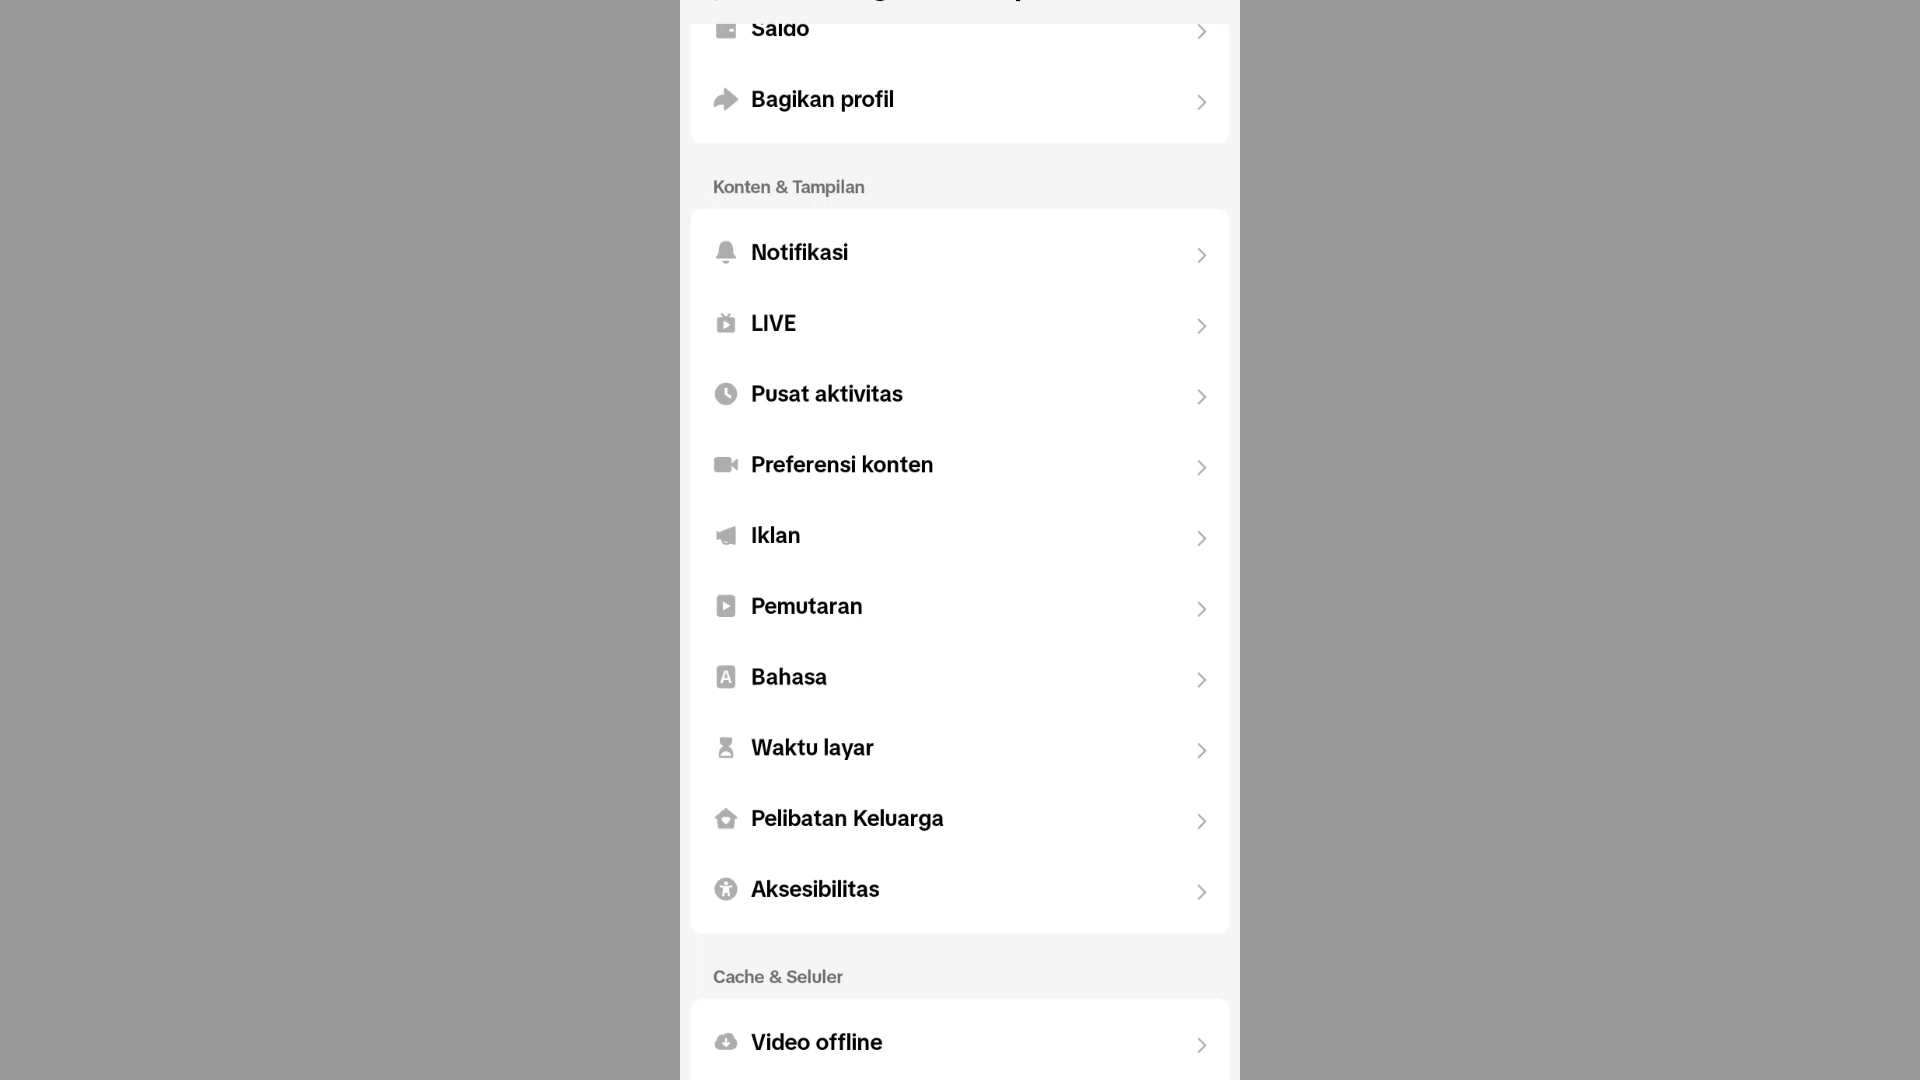 Saldo
Bagikan profil
Konten & Tampilan
Notifikasi
LIVE
Pusat aktivitas
Preferensi konten
Iklan
Pemutaran
Bahasa
Waktu layar
Pelibatan Keluarga
Aksesibilitas
Cache & Seluler
Video offline